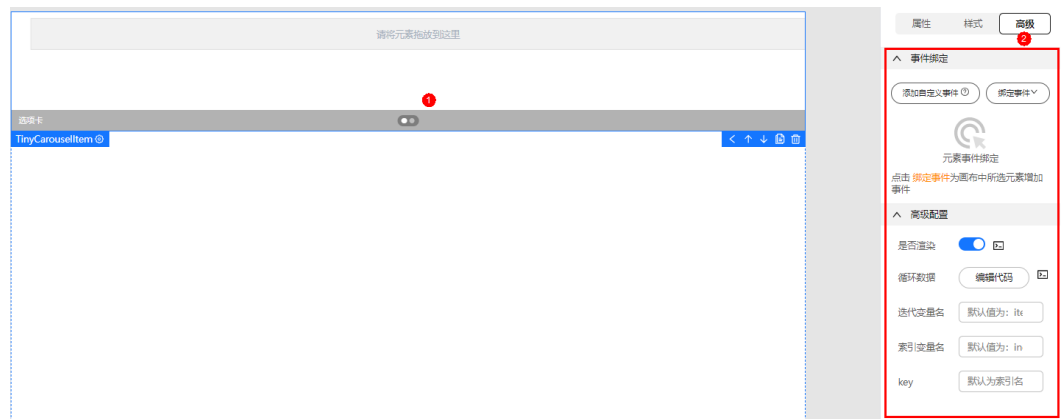 请将元素拖放到这里
1
选项卡
TinyCarouselItem
属性 样式 高级
2
事件绑定
添加自定义事件 绑定事件
元素事件绑定
点击 绑定事件为画布中所选元素增加
事件
高级配置
是否渲染
循环数据 编辑代码
迭代变量名 默认值为：ite
索引变量名 默认值为：in
key 默认为索引名